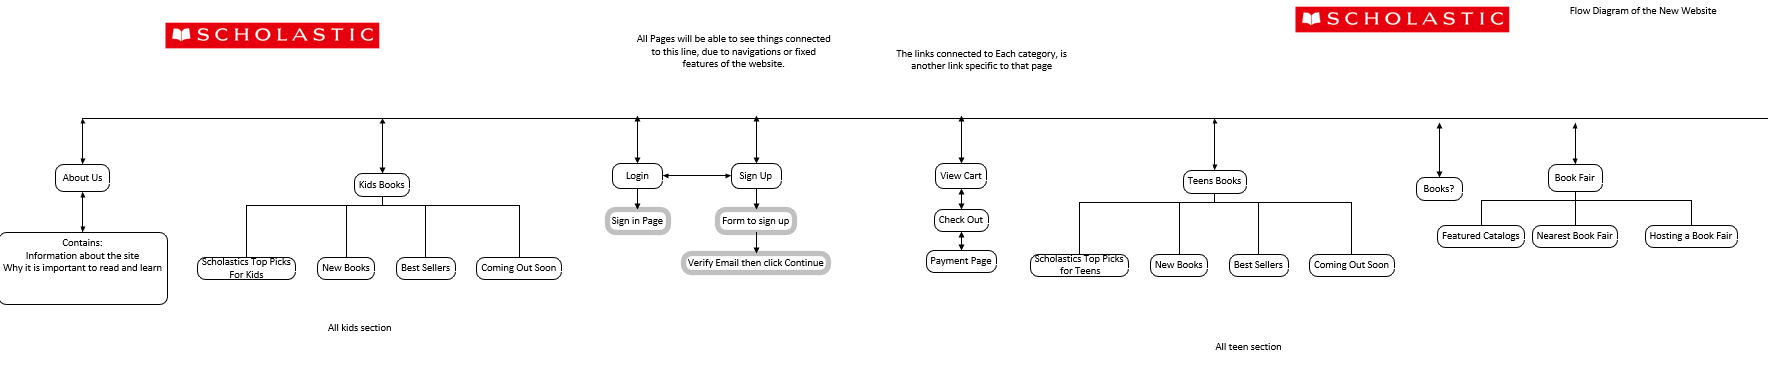 SCHOLASTIC
SCHOLASTIC
Flow Diagram of the New Website
All Pages will be able to see things connected
to this line, due to navigations or fixed
features of the website.
The links connected to Each category, is
another link specific to that page
About Us
Contains:
Information about the site
Why it is important to read and learn
Kids Books
Scholastics Top Picks
For Kids
New Books
Best Sellers
Coming Out Soon
All kids section
Login
Sign Up
Sign in Page
Form to sign up
Verify Email then click Continue
View Cart
Check Out
Payment Page
Teens Books
Scholastics Top Picks
for Teens
New Books
Best Sellers
Coming Out Soon
All teen section
Books?
Book Fair
Featured Catalogs
Nearest Book Fair
Hosting a Book Fair